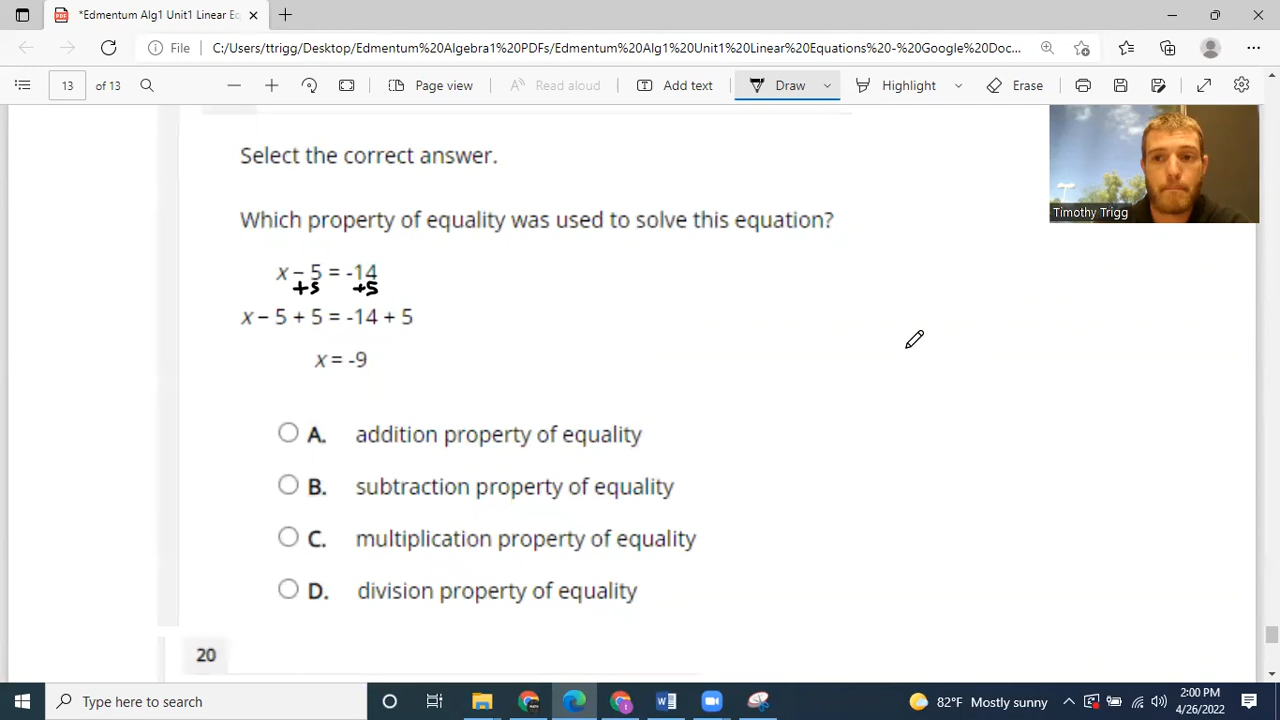 *Edmentum Alg1 Unit1 Linear Eq
File C:/Users/ttrigg/Desktop/Edmentum%20Algebra1%20PDFs/Edmentum%20Alg1%20Unit1%20Linear%20Equations%20-%20Google%20Doc...
13 of 13 Page view Read aloud Add text Draw Highlight Erase
Select the correct answer.
Which property of equality was used to solve this equation?
x – 5 = -14
+5 +5
x – 5 + 5 = -14 + 5
x = -9
A. addition property of equality
B. subtraction property of equality
C. multiplication property of equality
D. division property of equality
20
Timothy Trigg
Type here to search
82°F Mostly sunny
2:00 PM
4/26/2022